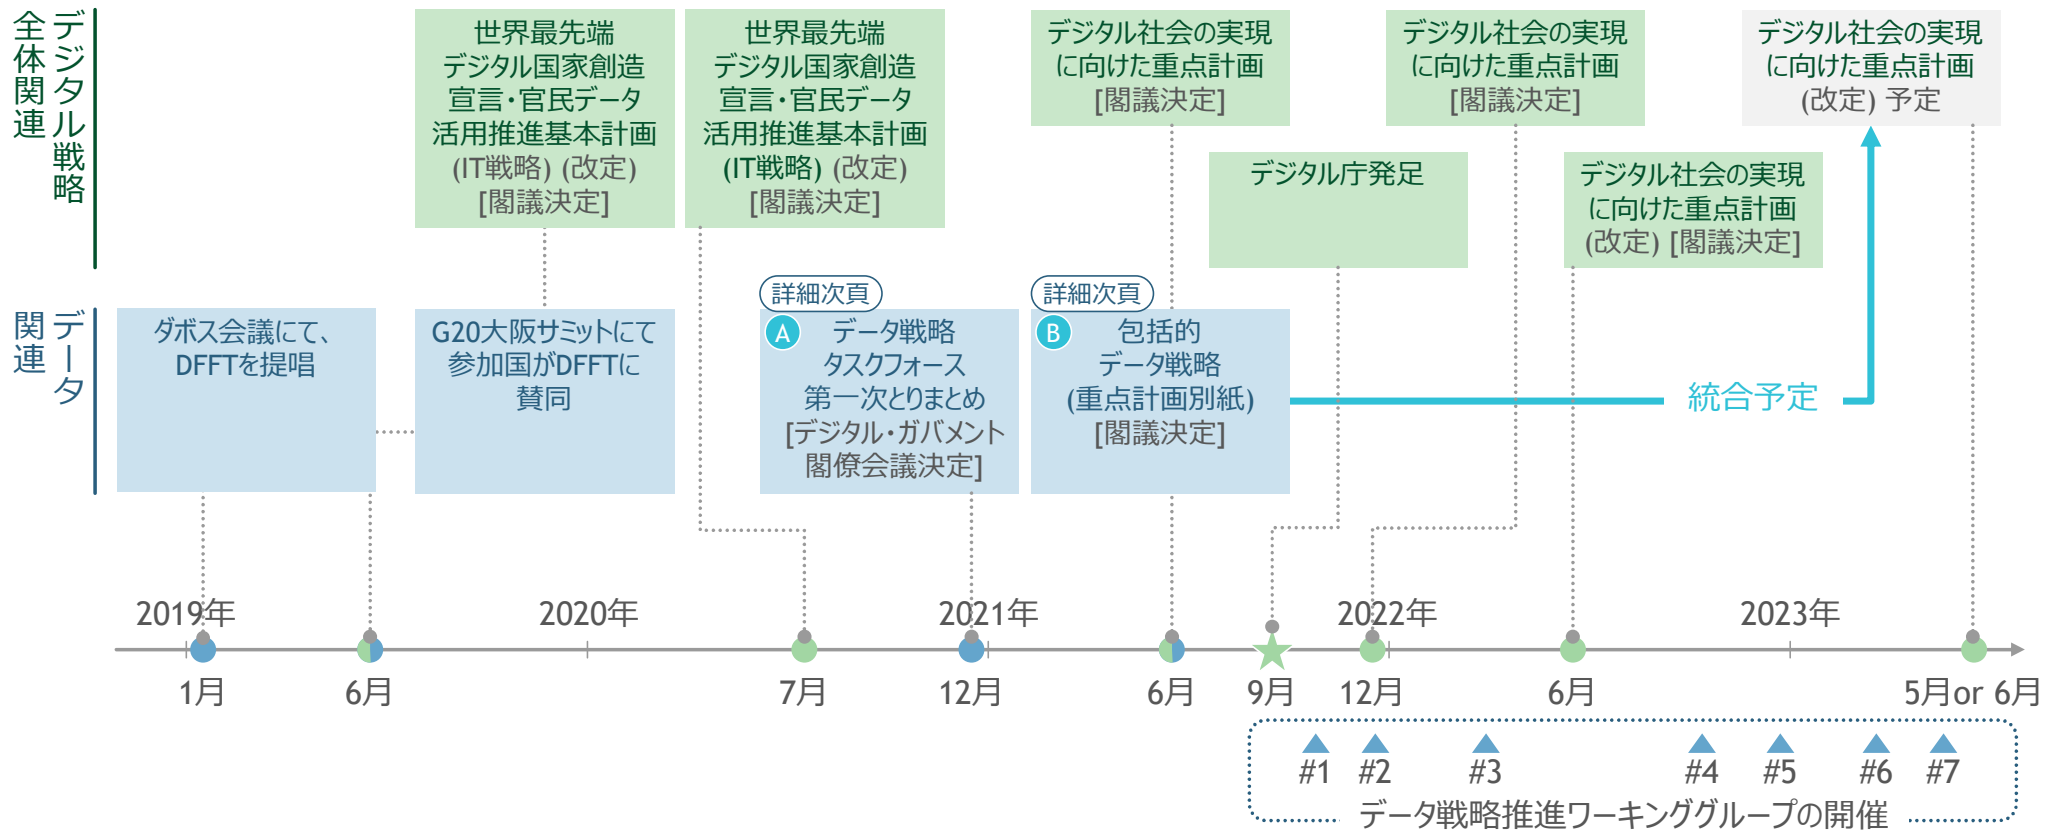 デジタル戦略
全体関連
世界最先端
デジタル国家創造
宣言・官民データ
活用推進基本計画
(IT戦略) (改定)
[閣議決定]
世界最先端
デジタル国家創造
宣言・官民データ
活用推進基本計画
(IT戦略) (改定)
[閣議決定]
デジタル社会の実現
に向けた重点計画
[閣議決定]
デジタル庁発足
デジタル社会の実現
に向けた重点計画
[閣議決定]
デジタル社会の実現
に向けた重点計画
(改定) [閣議決定]
デジタル社会の実現
に向けた重点計画
(改定) 予定
データ
関連
ダボス会議にて、
DFFTを提唱
G20大阪サミットにて
参加国がDFFTに
賛同
詳細次頁
A
データ戦略
タスクフォース
第一次とりまとめ
[デジタル・ガバメント
閣僚会議決定]
詳細次頁
B
包括的
データ戦略
(重点計画別紙)
[閣議決定]
統合予定
2019年 2020年 2021年 2022年 2023年
1月 6月 7月 12月 6月 9月 12月 6月 5月or 6月
#1 #2 #3 #4 #5 #6 #7
データ戦略推進ワーキンググループの開催